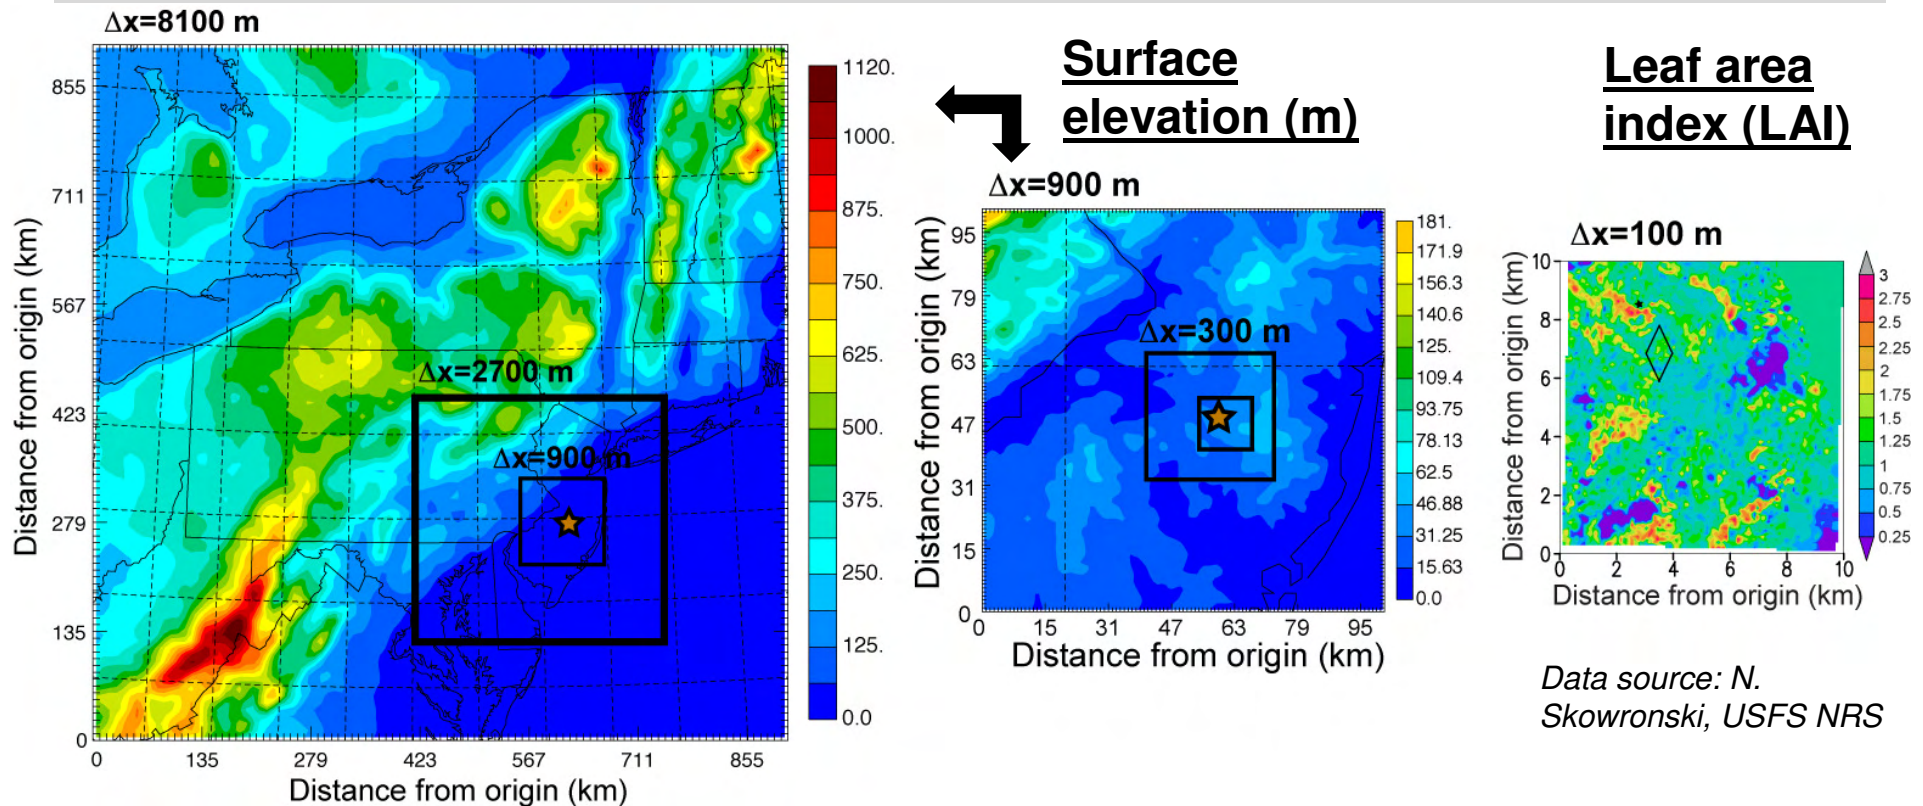 Δx=8100 m
Surface
elevation (m)
Leaf area
index (LAI)
Distance from origin (km)
855
711
567
423
279
135
0
0 135 279 423 567 711 855
Distance from origin (km)
Δx=2700 m
Δx=900 m
1120.
1000.
875.
750.
625.
500.
375.
250.
125.
0.0
Δx=900 m
Distance from origin (km)
95
79
63
47
31
15
0
0 15 31 47 63 79 95
Distance from origin (km)
Δx=300 m
181.
171.9
156.3
140.6
125.
109.4
93.75
78.13
62.5
46.88
31.25
15.63
0.0
Δx=100 m
Distance from origin (km)
10
8
6
4
2
0
0 2 4 6 8 10
Distance from origin (km)
3
2.75
2.5
2.25
2
1.75
1.5
1.25
1
0.75
0.5
0.25
Data source: N.
Skowronski, USFS NRS